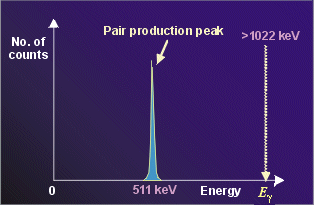 Pair production peak
No. of
counts
>1022 keV
0
511 keV
Energy
Eγ